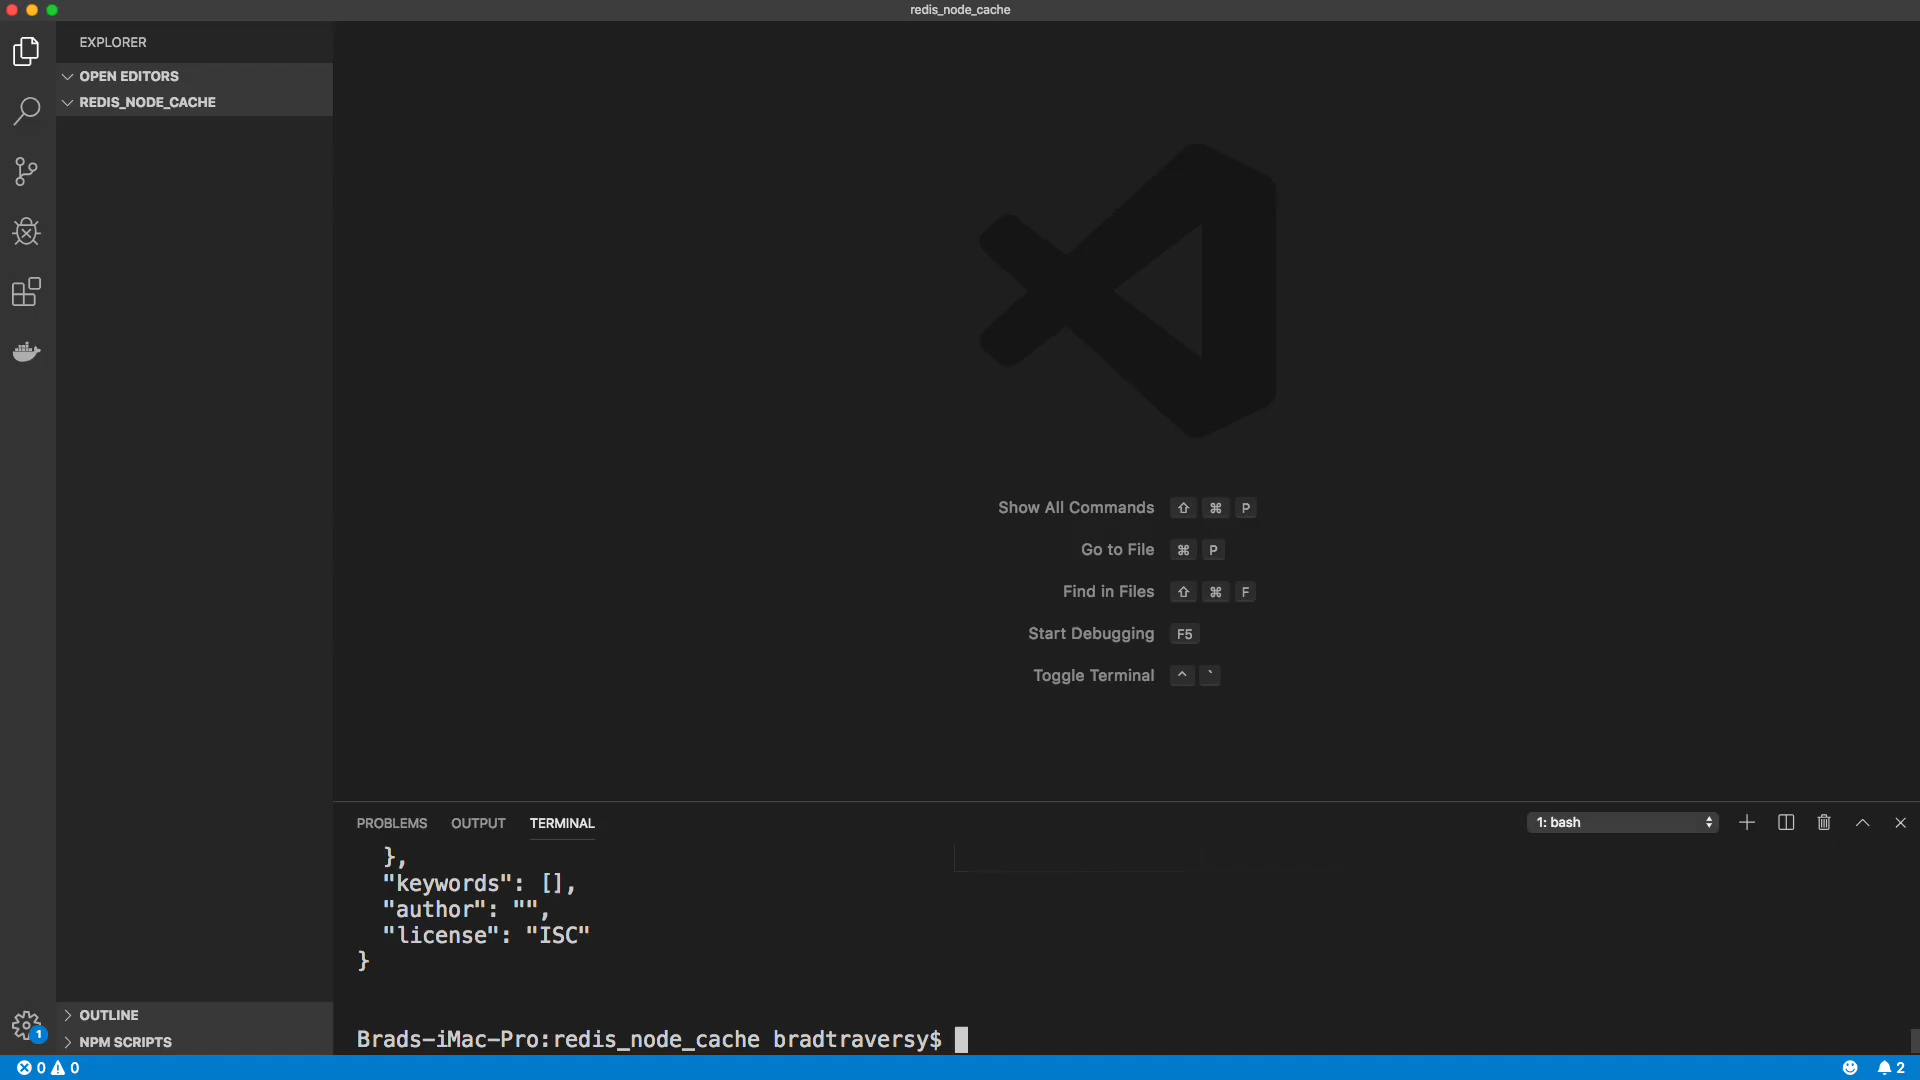 redis_node_cache
EXPLORER
OPEN EDITORS
REDIS_NODE_CACHE
Show All Commands ⇧ ⌘ P
Go to File ⌘ P
Find in Files ⇧ ⌘ F
Start Debugging F5
Toggle Terminal ^ `
PROBLEMS OUTPUT TERMINAL
1: bash
},
"keywords": [],
"author": "",
"license": "ISC"
}
Brads-iMac-Pro:redis_node_cache bradtraversy$
OUTLINE
NPM SCRIPTS
1
0 0
2